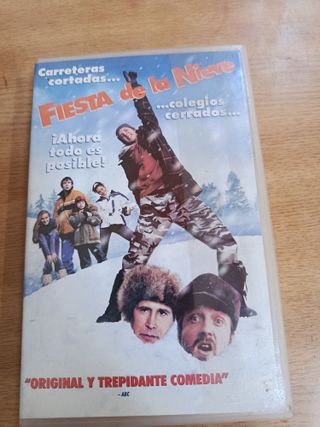 Carreteras
cortadas...
FIESTA de la Nieve
...colegios
cerrados...
¡Ahora
todo es
posible!
"ORIGINAL Y TREPIDANTE COMEDIA"
-ABC